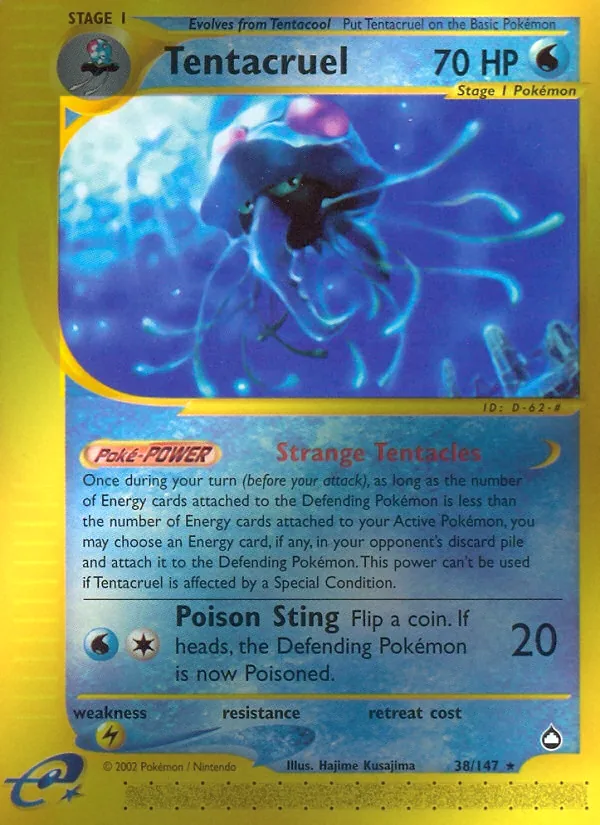 STAGE 1
Evolves from Tentacool Put Tentacruel on the Basic Pokémon
Tentacruel 70 HP
Stage 1 Pokémon
ID: D-62-#
Poké-POWER Strange Tentacles
Once during your turn (before your attack), as long as the number
of Energy cards attached to the Defending Pokémon is less than
the number of Energy cards attached to your Active Pokémon, you
may choose an Energy card, if any, in your opponent's discard pile
and attach it to the Defending Pokémon. This power can't be used
if Tentacruel is affected by a Special Condition.
Poison Sting Flip a coin. If
heads, the Defending Pokémon
is now Poisoned.
20
weakness resistance retreat cost
© 2002 Pokémon / Nintendo Illus. Hajime Kusajima 38/147 ★
e